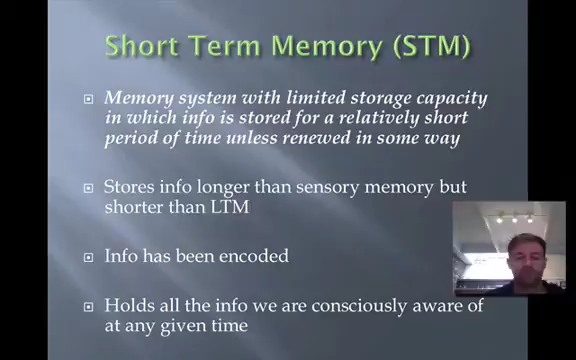 Short Term Memory (STM)
Memory system with limited storage capacity
in which info is stored for a relatively short
period of time unless renewed in some way
Stores info longer than sensory memory but
shorter than LTM
Info has been encoded
Holds all the info we are consciously aware of
at any given time